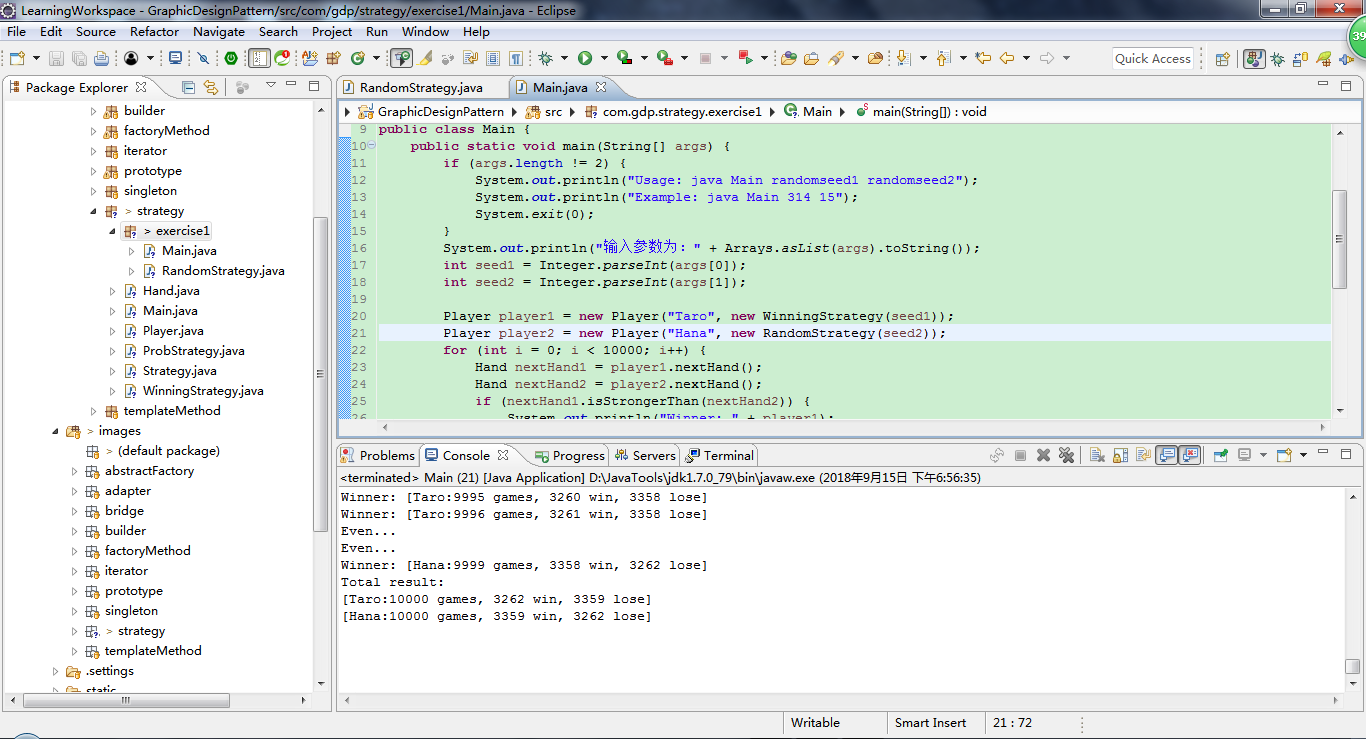 LearningWorkspace - GraphicDesignPattern/src/com/gdp/strategy/exercise1/Main.java - Eclipse
File Edit Source Refactor Navigate Search Project Run Window Help
39
Quick Access
Package Explorer
builder
factoryMethod
iterator
prototype
singleton
> strategy
> exercise1
Main.java
RandomStrategy.java
Hand.java
Main.java
Player.java
ProbStrategy.java
Strategy.java
WinningStrategy.java
templateMethod
> images
> (default package)
abstractFactory
adapter
bridge
builder
factoryMethod
iterator
prototype
singleton
> strategy
templateMethod
.settings
static
RandomStrategy.java Main.java
GraphicDesignPattern src com.gdp.strategy.exercise1 Main main(String[]) : void
9 public class Main {
10 public static void main(String[] args) {
11 if (args.length != 2) {
12 System.out.println("Usage: java Main randomseed1 randomseed2");
13 System.out.println("Example: java Main 314 15");
14 System.exit(0);
15 }
16 System.out.println("输入参数为: " + Arrays.asList(args).toString());
17 int seed1 = Integer.parseInt(args[0]);
18 int seed2 = Integer.parseInt(args[1]);
19
20 Player player1 = new Player("Taro", new WinningStrategy(seed1));
21 Player player2 = new Player("Hana", new RandomStrategy(seed2));
22 for (int i = 0; i < 10000; i++) {
23 Hand nextHand1 = player1.nextHand();
24 Hand nextHand2 = player2.nextHand();
25 if (nextHand1.isStrongerThan(nextHand2)) {
26 System.out.println("Winner: " + player1);
Problems Console Progress Servers Terminal
<terminated> Main (21) [Java Application] D:\JavaTools\jdk1.7.0_79\bin\javaw.exe (2018年9月15日 下午6:56:35)
Winner: [Taro:9995 games, 3260 win, 3358 lose]
Winner: [Taro:9996 games, 3261 win, 3358 lose]
Even...
Even...
Winner: [Hana:9999 games, 3358 win, 3262 lose]
Total result:
[Taro:10000 games, 3262 win, 3359 lose]
[Hana:10000 games, 3359 win, 3262 lose]
Writable Smart Insert 21 : 72